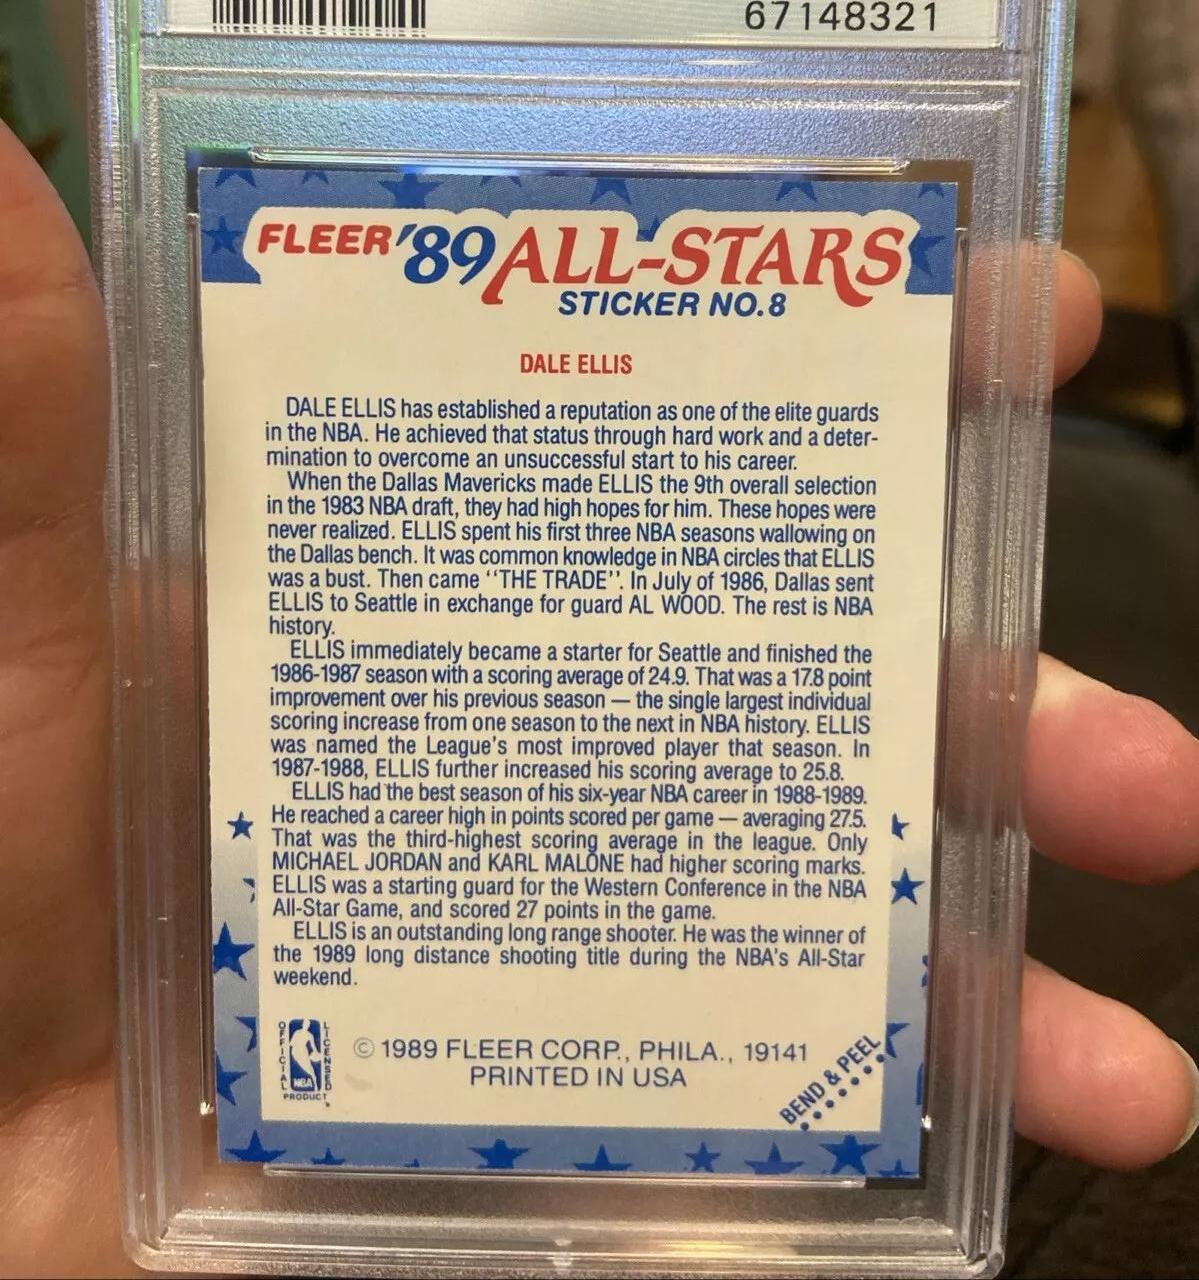 67148321
FLEER '89 ALL-STARS
STICKER NO. 8
DALE ELLIS
DALE ELLIS has established a reputation as one of the elite guards
in the NBA. He achieved that status through hard work and a deter-
mination to overcome an unsuccessful start to his career.
When the Dallas Mavericks made ELLIS the 9th overall selection
in the 1983 NBA draft, they had high hopes for him. These hopes were
never realized. ELLIS spent his first three NBA seasons wallowing on
the Dallas bench. It was common knowledge in NBA circles that ELLIS
was a bust. Then came "THE TRADE". In July of 1986, Dallas sent
ELLIS to Seattle in exchange for guard AL WOOD. The rest is NBA
history.
ELLIS immediately became a starter for Seattle and finished the
1986-1987 season with a scoring average of 24.9. That was a 17.8 point
improvement over his previous season — the single largest individual
scoring increase from one season to the next in NBA history. ELLIS
was named the League's most improved player that season. In
1987-1988, ELLIS further increased his scoring average to 25.8.
ELLIS had the best season of his six-year NBA career in 1988-1989.
He reached a career high in points scored per game — averaging 27.5.
That was the third-highest scoring average in the league. Only
MICHAEL JORDAN and KARL MALONE had higher scoring marks.
ELLIS was a starting guard for the Western Conference in the NBA
All-Star Game, and scored 27 points in the game.
ELLIS is an outstanding long range shooter. He was the winner of
the 1989 long distance shooting title during the NBA's All-Star
weekend.
OFFICIAL LICENSED
NBA
PRODUCT
© 1989 FLEER CORP., PHILA., 19141
PRINTED IN USA
BEND & PEEL